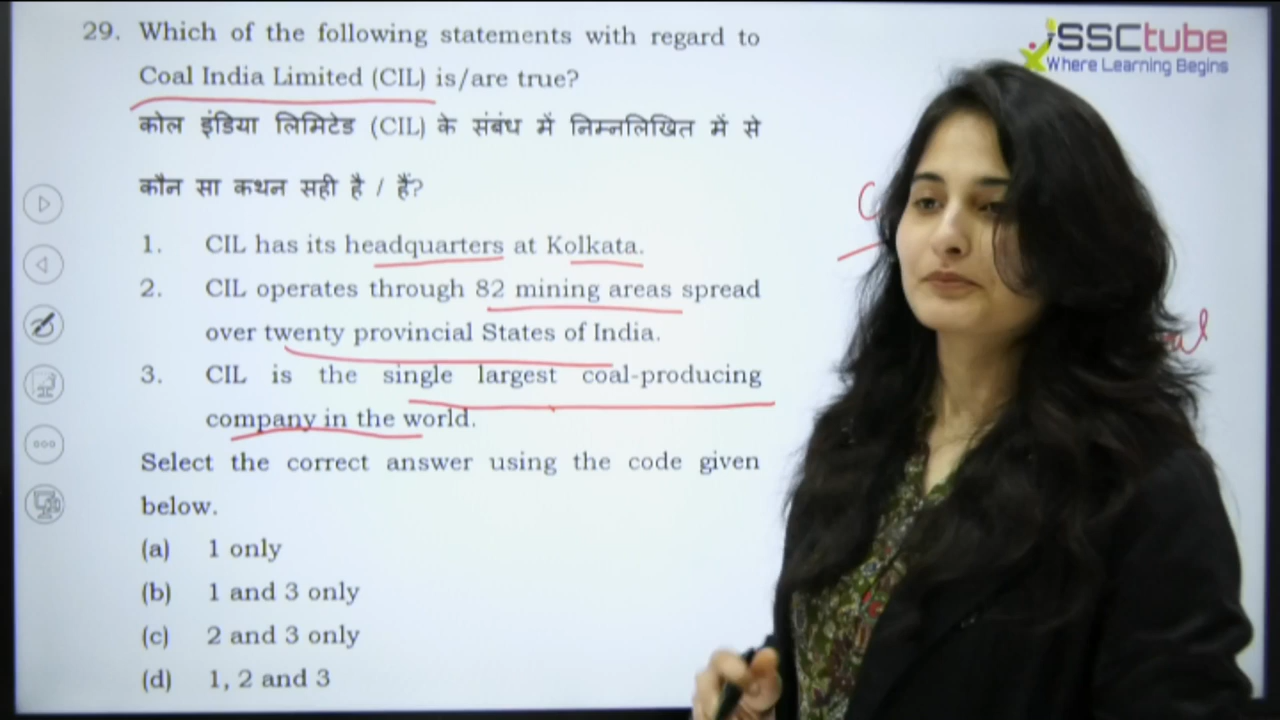 29. Which of the following statements with regard to
Coal India Limited (CIL) is/are true?
कोल इंडिया लिमिटेड (CIL) के संबंध में निम्नलिखित में से
कौन सा कथन सही है / हैं?
1. CIL has its headquarters at Kolkata.
2. CIL operates through 82 mining areas spread
over twenty provincial States of India.
3. CIL is the single largest coal-producing
company in the world.
Select the correct answer using the code given
below.
(a) 1 only
(b) 1 and 3 only
(c) 2 and 3 only
(d) 1, 2 and 3
SSCtube
Where Learning Begins